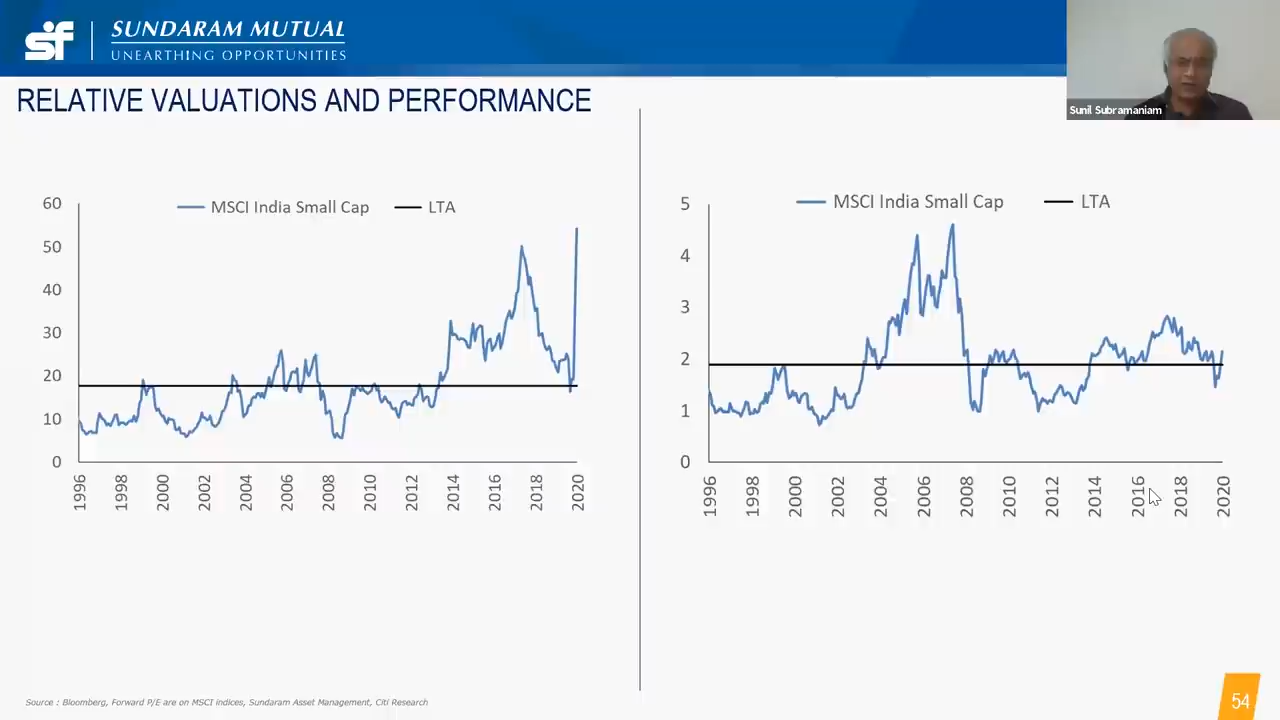 sf
SUNDARAM MUTUAL
UNEARTHING OPPORTUNITIES
Sunil Subramaniam
RELATIVE VALUATIONS AND PERFORMANCE
MSCI India Small Cap LTA
60
50
40
30
20
10
0
1996 1998 2000 2002 2004 2006 2008 2010 2012 2014 2016 2018 2020
MSCI India Small Cap LTA
5
4
3
2
1
0
1996 1998 2000 2002 2004 2006 2008 2010 2012 2014 2016 2018 2020
Source : Bloomberg, Forward P/E are on MSCI indices, Sundaram Asset Management, Citi Research
54